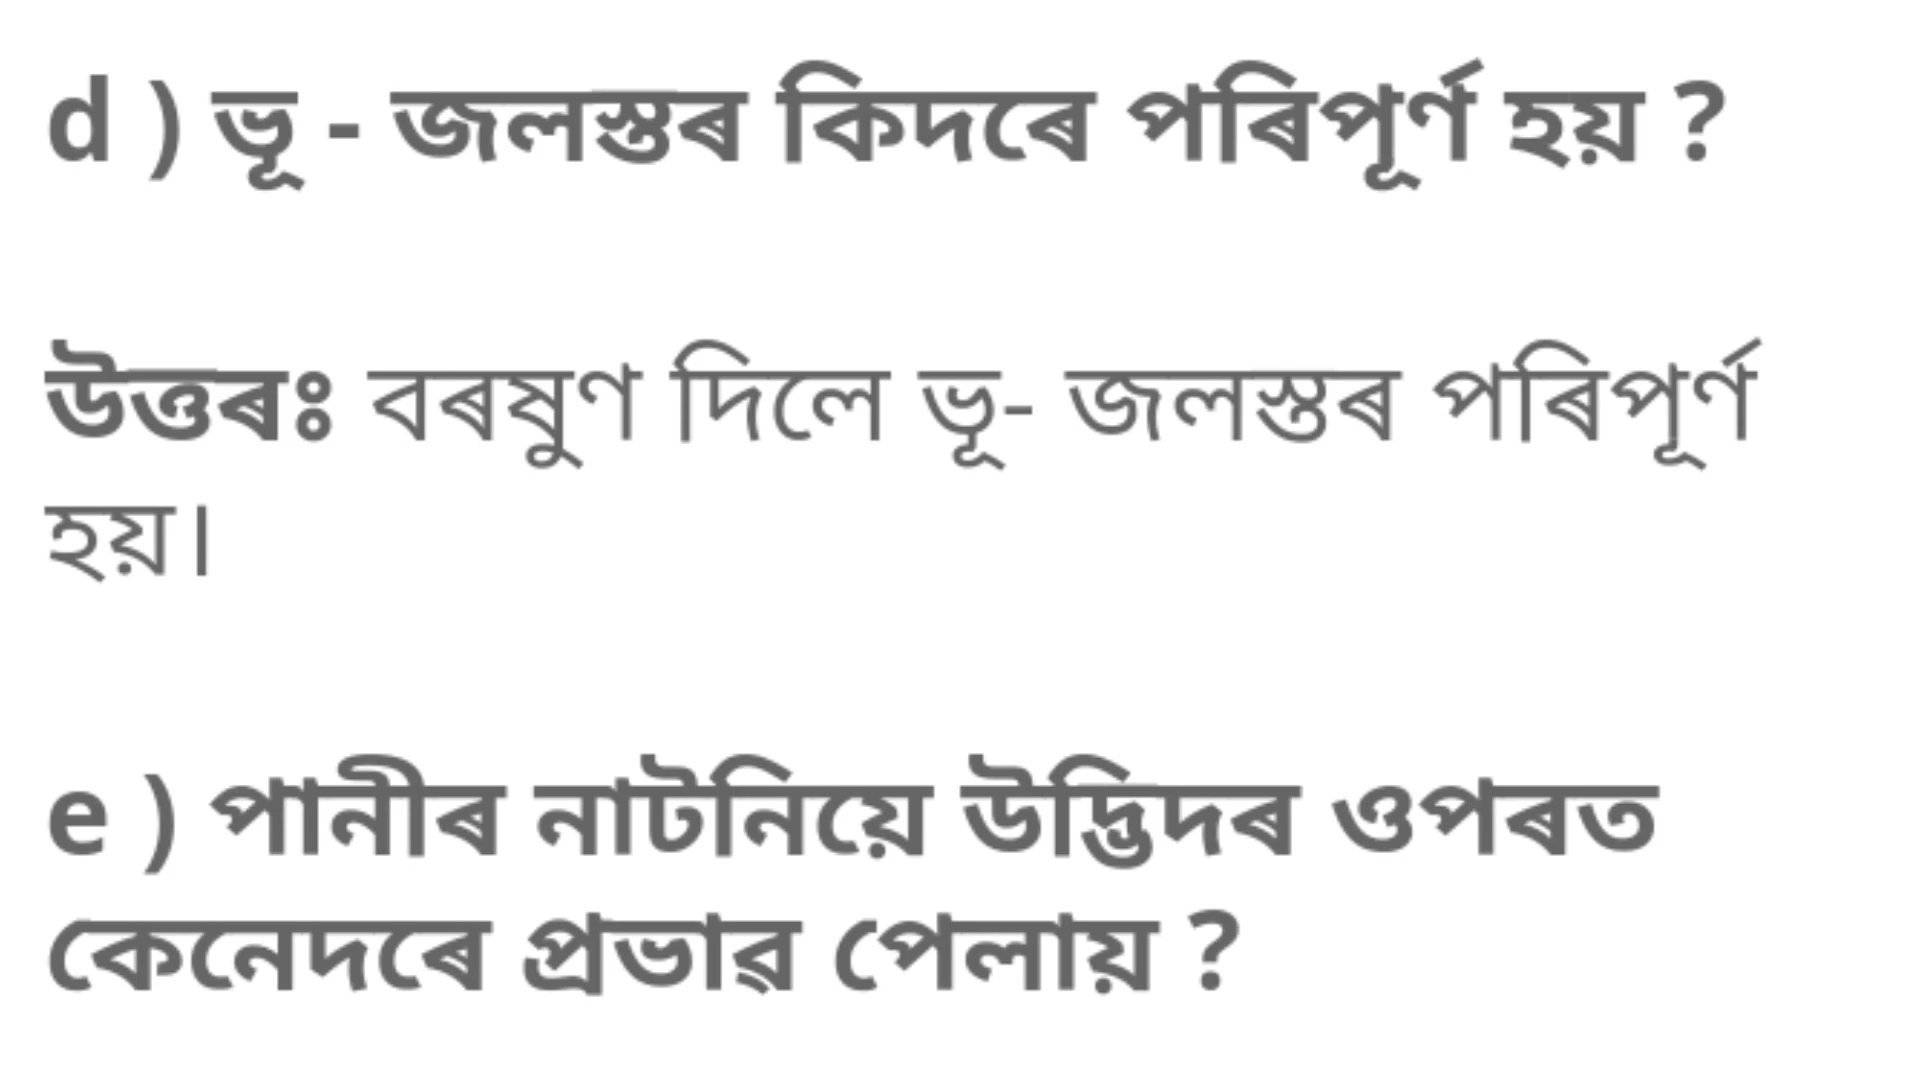 d ) ভূ - জলস্তৰ কিদৰে পৰিপূৰ্ণ হয় ?
উত্তৰঃ বৰষুণ দিলে ভূ- জলস্তৰ পৰিপূৰ্ণ
হয়।
e ) পানীৰ নাটনিয়ে উদ্ভিদৰ ওপৰত
কেনেদৰে প্ৰভাৱ পেলায় ?